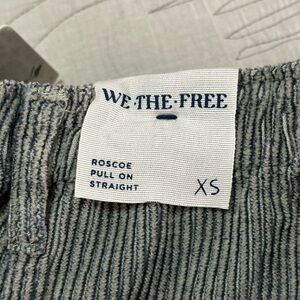 WE·THE·FREE
ROSCOE
PULL ON
STRAIGHT
XS